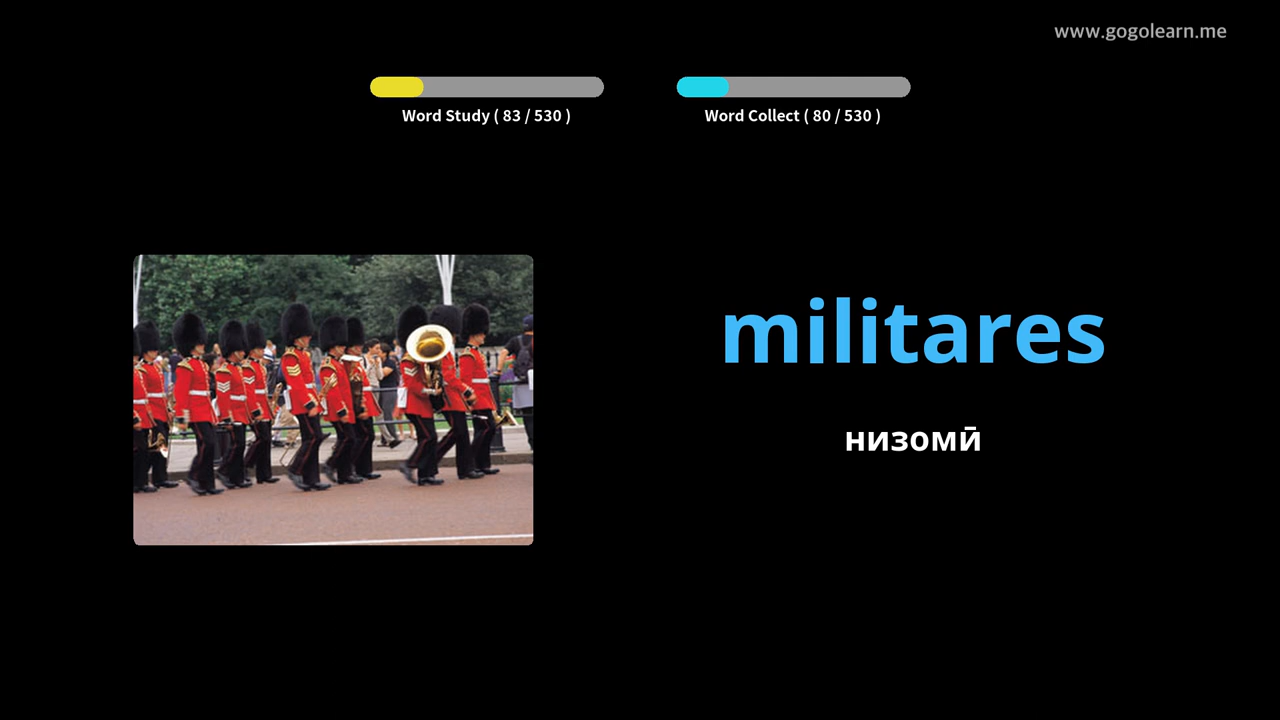 www.gogolearn.me
Word Study ( 83 / 530 )
Word Collect ( 80 / 530 )
militares
низомӣ